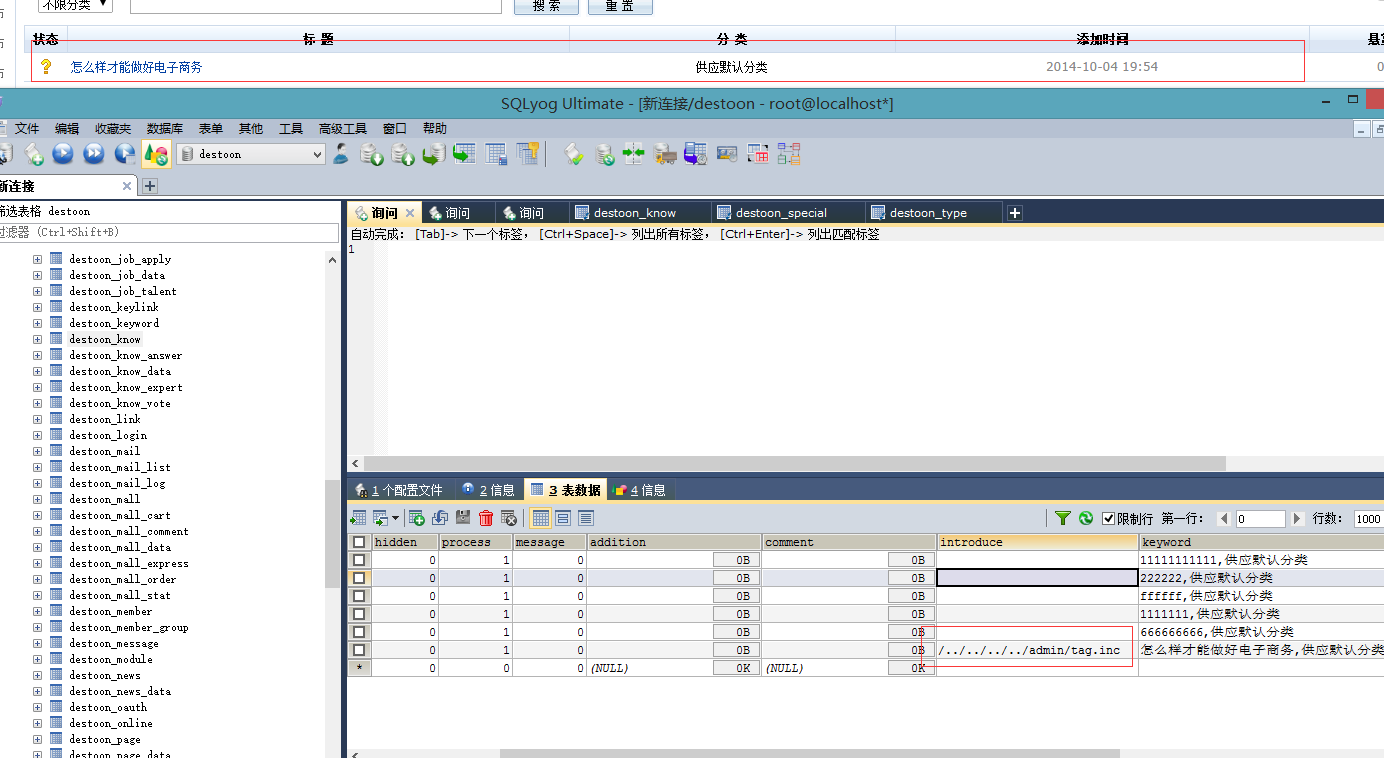 不限分类 ▼ 搜 索 重 置
状态 标 题 分 类 添加时间
怎么样才能做好电子商务 供应默认分类 2014-10-04 19:54 0
SQLyog Ultimate - [新连接/destoon - root@localhost*]
文件 编辑 收藏夹 数据库 表单 其他 工具 高级工具 窗口 帮助
destoon
新连接
筛选表格 destoon
过滤器 (Ctrl+Shift+B)
destoon_job_apply
destoon_job_data
destoon_job_talent
destoon_keylink
destoon_keyword
destoon_know
destoon_know_answer
destoon_know_data
destoon_know_expert
destoon_know_vote
destoon_link
destoon_login
destoon_mail
destoon_mail_list
destoon_mail_log
destoon_mall
destoon_mall_cart
destoon_mall_comment
destoon_mall_data
destoon_mall_express
destoon_mall_order
destoon_mall_stat
destoon_member
destoon_member_group
destoon_message
destoon_module
destoon_news
destoon_news_data
destoon_oauth
destoon_online
destoon_page
destoon_page_data
询问 询问 询问 destoon_know destoon_special destoon_type
自动完成: [Tab]-> 下一个标签, [Ctrl+Space]-> 列出所有标签, [Ctrl+Enter]-> 列出匹配标签
1
1 个配置文件 2 信息 3 表数据 4 信息
限制行 第一行: 0 行数: 1000
hidden process message addition comment introduce keyword
0 1 0 0B 0B 11111111111,供应默认分类
0 1 0 0B 0B 222222,供应默认分类
0 1 0 0B 0B ffffff,供应默认分类
0 1 0 0B 0B 1111111,供应默认分类
0 1 0 0B 0B 666666666,供应默认分类
0 1 0 0B 0B /../../../../admin/tag.inc 怎么样才能做好电子商务,供应默认分类
* 0 0 0 (NULL) 0K (NULL) 0K